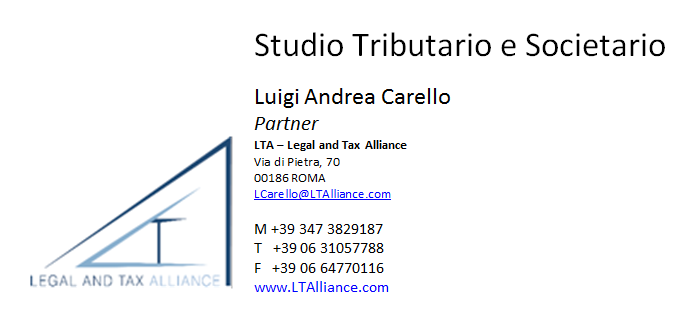 Studio Tributario e Societario
Luigi Andrea Carello
Partner
LTA – Legal and Tax Alliance
Via di Pietra, 70
00186 ROMA
LCarello@LTAlliance.com
M +39 347 3829187
T +39 06 31057788
F +39 06 64770116
www.LTAlliance.com
LEGAL AND TAX ALLIANCE